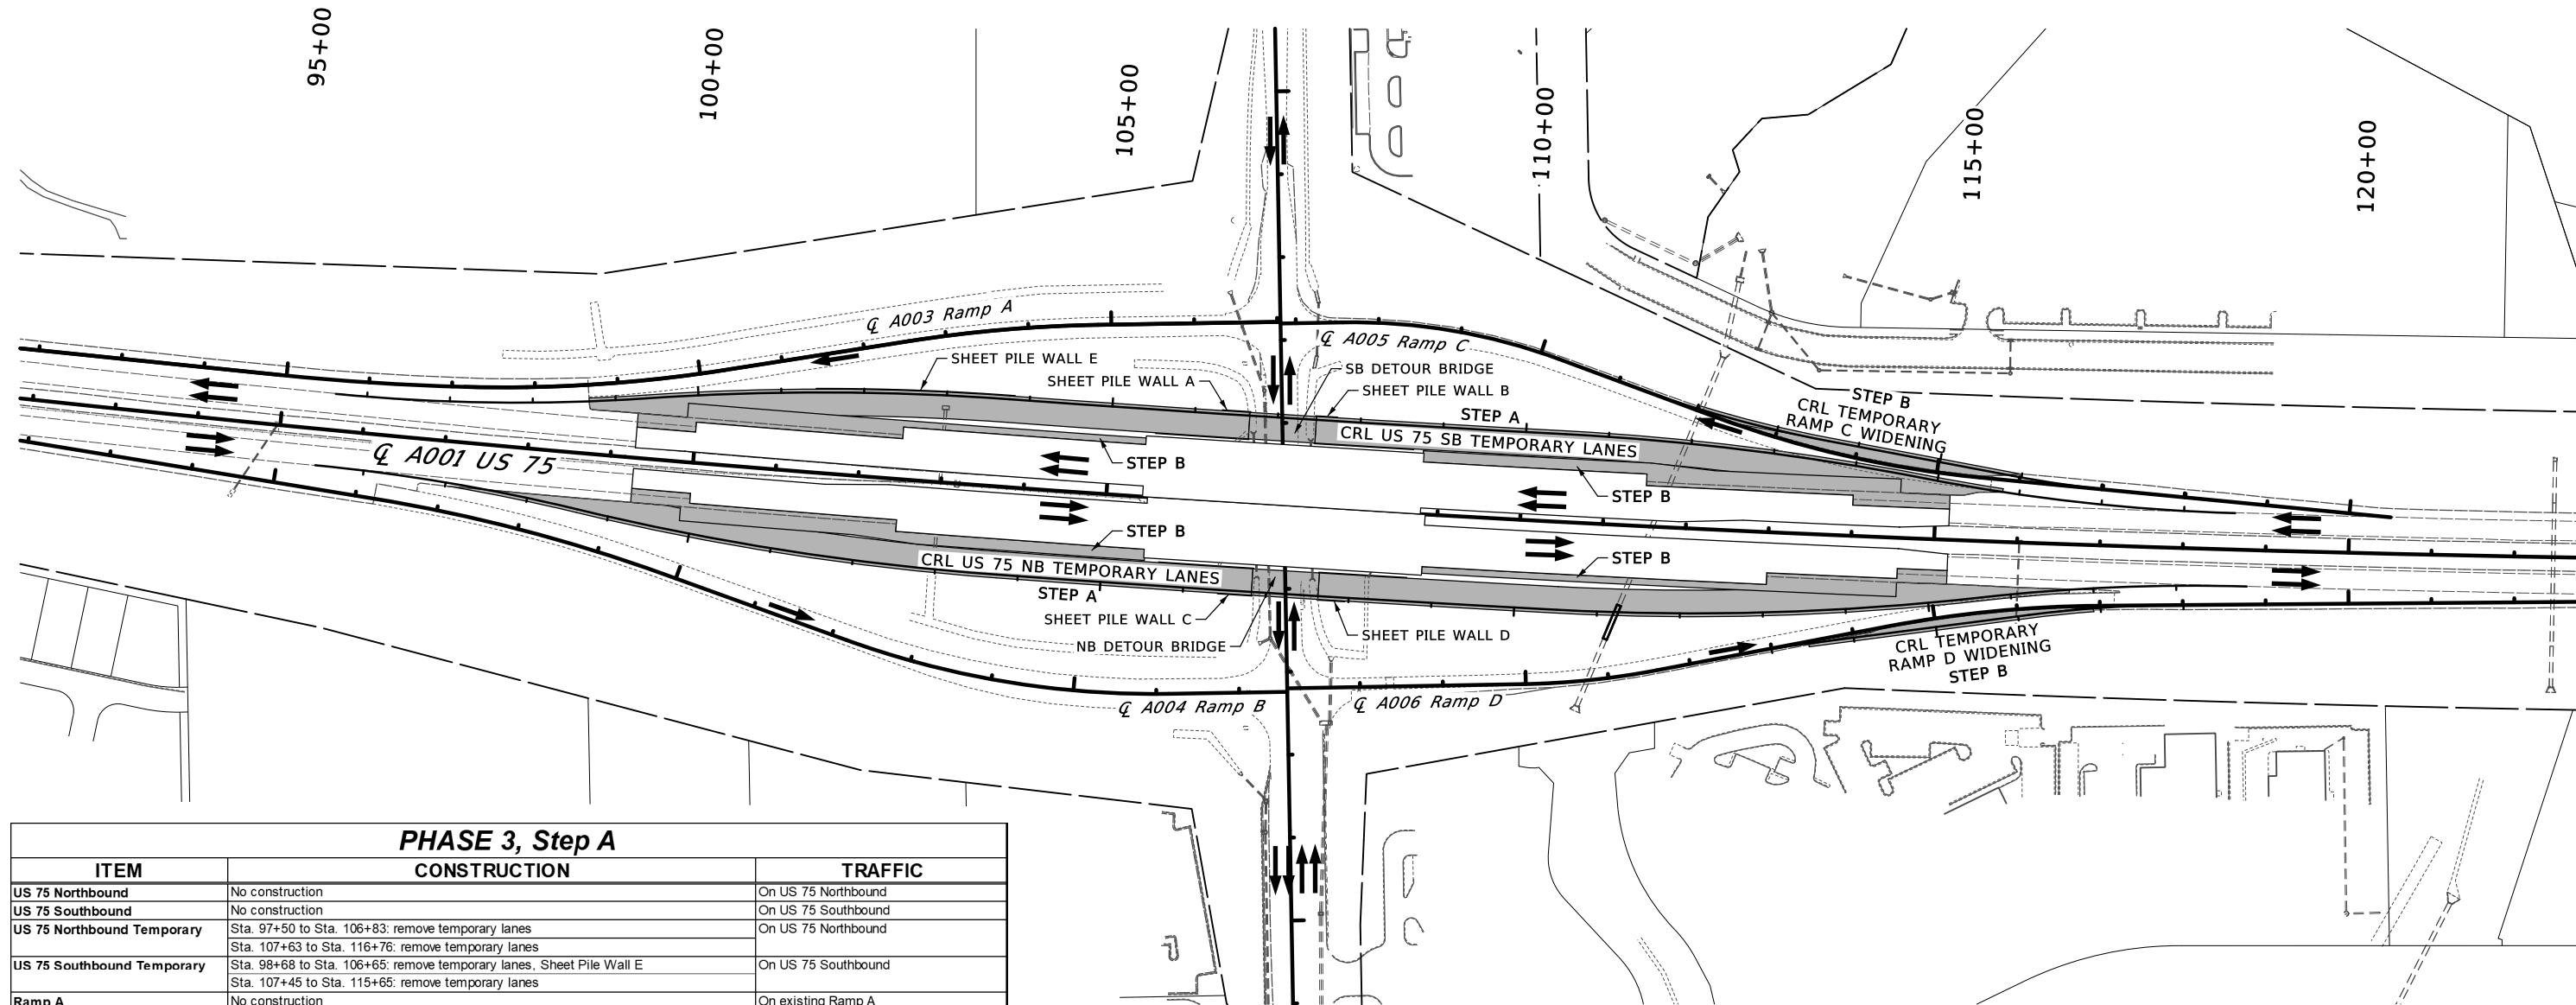 95+00
100+00
105+00
110+00
115+00
120+00
℄ A003 Ramp A
℄ A005 Ramp C
SHEET PILE WALL E
SHEET PILE WALL A
SB DETOUR BRIDGE
SHEET PILE WALL B
STEP A
CRL US 75 SB TEMPORARY LANES
STEP B
CRL TEMPORARY
RAMP C WIDENING
℄ A001 US 75
STEP B
STEP B
STEP B
STEP B
CRL US 75 NB TEMPORARY LANES
STEP A
SHEET PILE WALL C
NB DETOUR BRIDGE
SHEET PILE WALL D
CRL TEMPORARY
RAMP D WIDENING
STEP B
℄ A004 Ramp B
℄ A006 Ramp D
PHASE 3, Step A
ITEM CONSTRUCTION TRAFFIC
US 75 Northbound No construction On US 75 Northbound
US 75 Southbound No construction On US 75 Southbound
US 75 Northbound Temporary Sta. 97+50 to Sta. 106+83: remove temporary lanes On US 75 Northbound
Sta. 107+63 to Sta. 116+76: remove temporary lanes
US 75 Southbound Temporary Sta. 98+68 to Sta. 106+65: remove temporary lanes, Sheet Pile Wall E On US 75 Southbound
Sta. 107+45 to Sta. 115+65: remove temporary lanes
Ramp A No construction On existing Ramp A